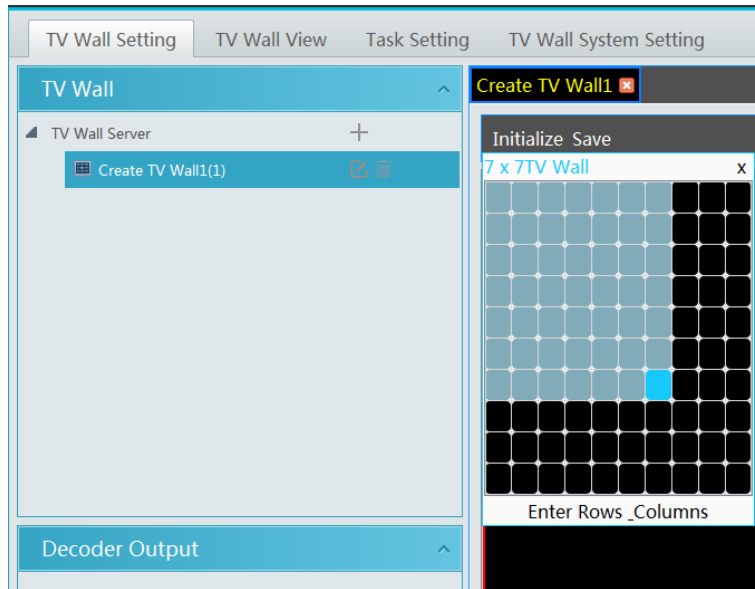 TV Wall Setting TV Wall View Task Setting TV Wall System Setting
TV Wall
TV Wall Server
Create TV Wall1(1)
Decoder Output
Create TV Wall1
Initialize Save
7 x 7TV Wall x
Enter Rows _Columns